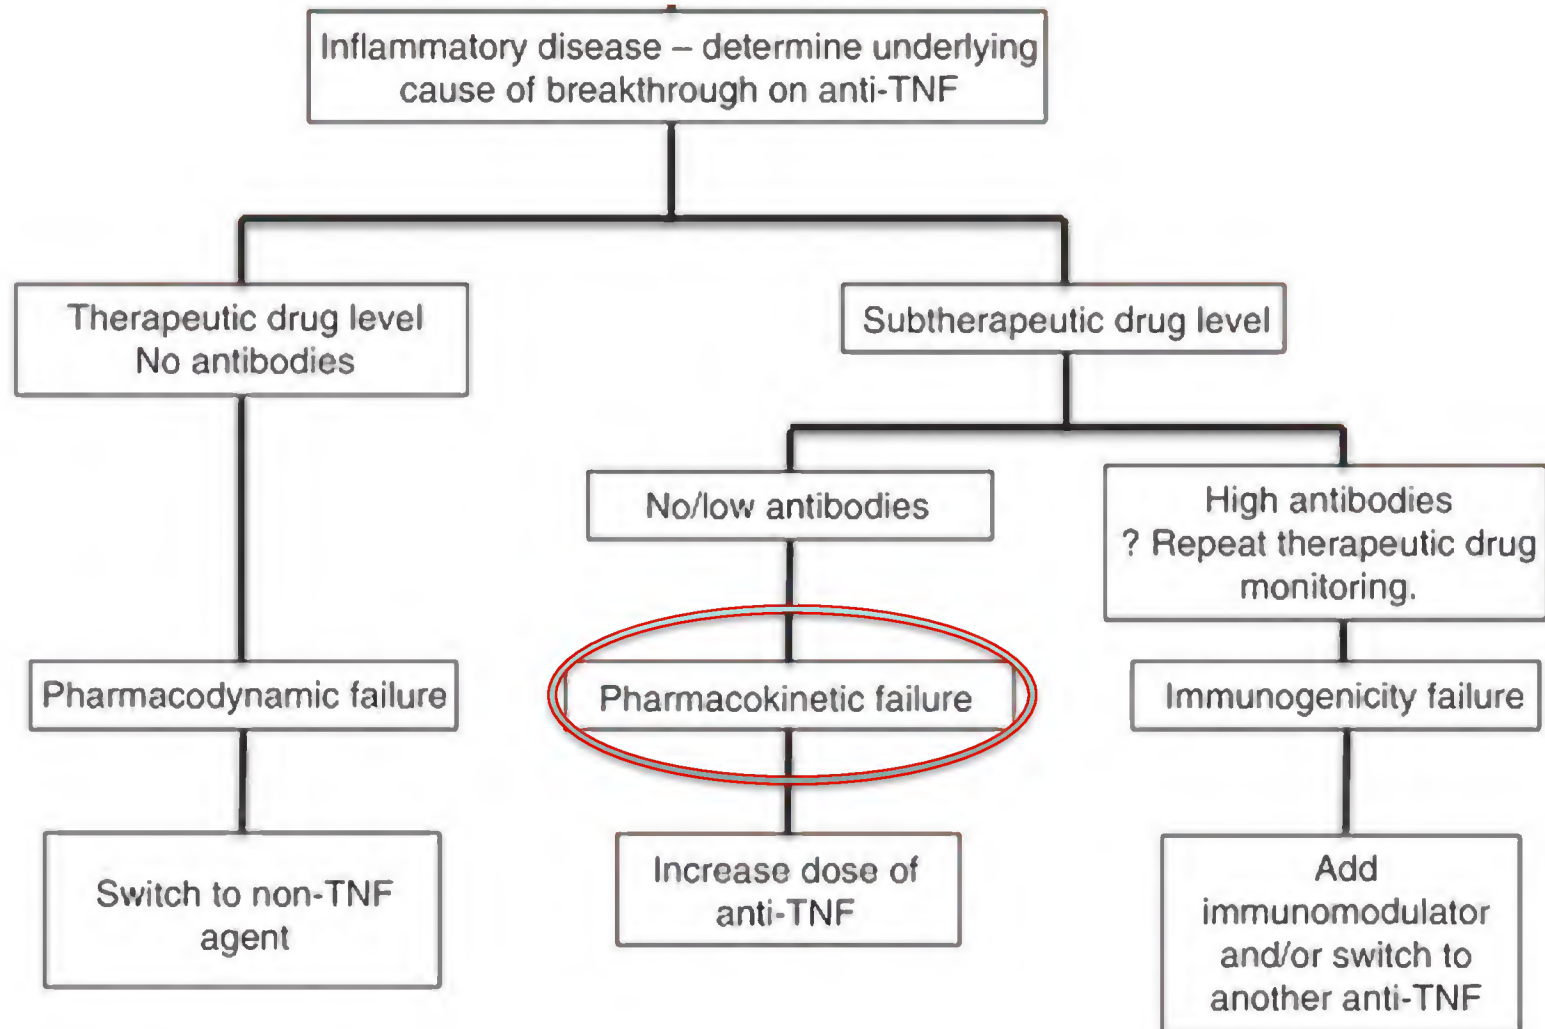 Inflammatory disease – determine underlying
cause of breakthrough on anti-TNF
Therapeutic drug level
No antibodies
Subtherapeutic drug level
No/low antibodies
High antibodies
? Repeat therapeutic drug
monitoring.
Pharmacodynamic failure
Pharmacokinetic failure
Immunogenicity failure
Switch to non-TNF
agent
Increase dose of
anti-TNF
Add
immunomodulator
and/or switch to
another anti-TNF